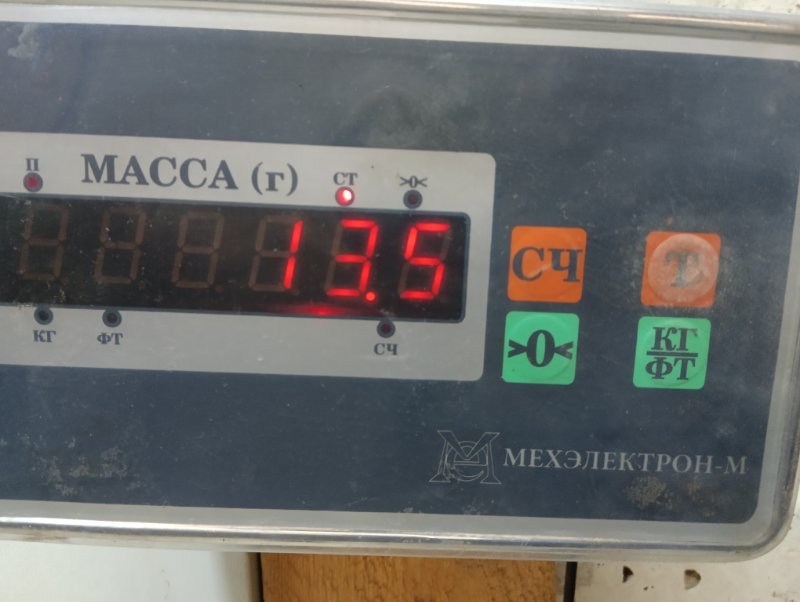 П
МАССА (г)
СТ
>0<
13.5
КГ
ФТ
СЧ
СЧ
Т
>0<
КГ
ФТ
МЕХЭЛЕКТРОН-М